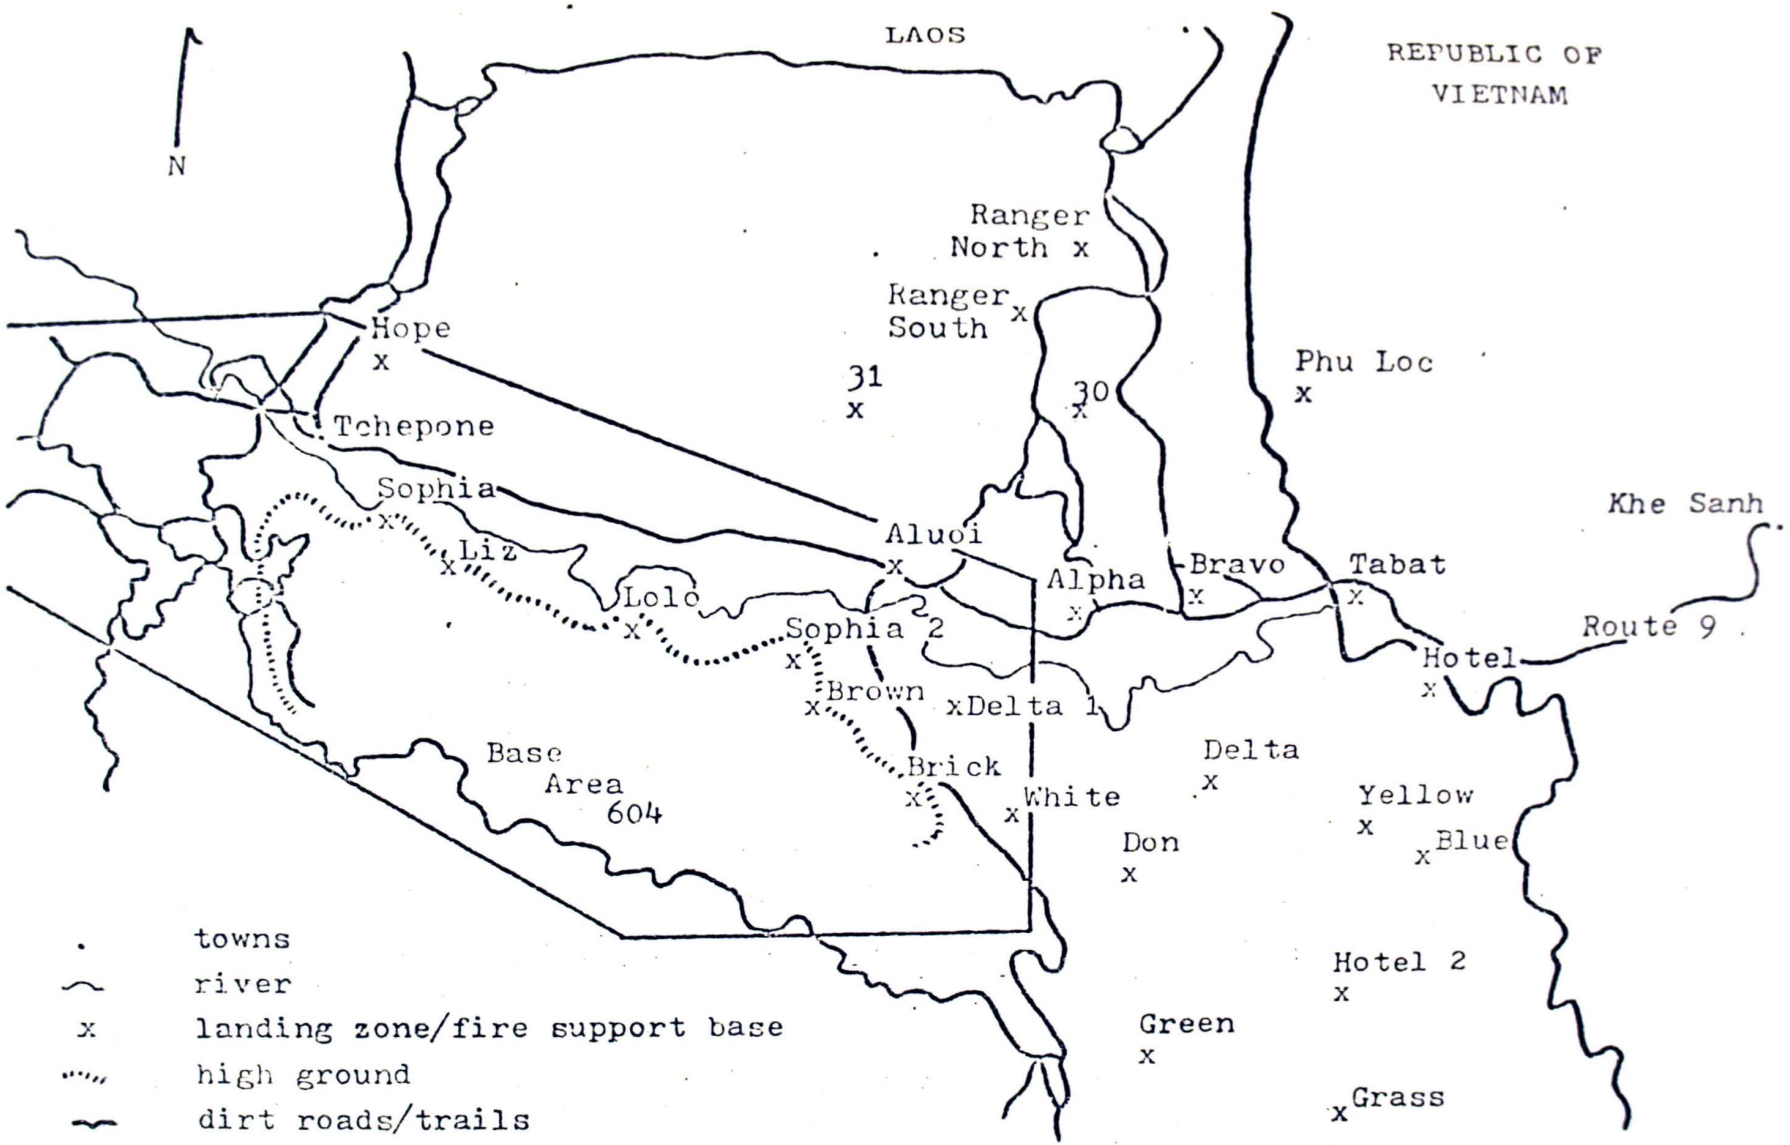 LAOS
REPUBLIC OF
VIETNAM
N
Ranger
North x
Ranger
x
South
Hope
x
31
x
30
x
Phu Loc
x
Tchepone
Sophia
x
Khe Sanh
Aluoi
x
Liz
x
Alpha
x
Bravo
x
Tabat
x
Lolo
x
Sophia 2
x
Route 9
Hotel
x
Brown
x
xDelta 1
Base
Area
604
Brick
x
Delta
x
White
x
Yellow
x
Blue
x
Don
x
Hotel 2
x
Green
x
xGrass
towns
river
x landing zone/fire support base
high ground
dirt roads/trails